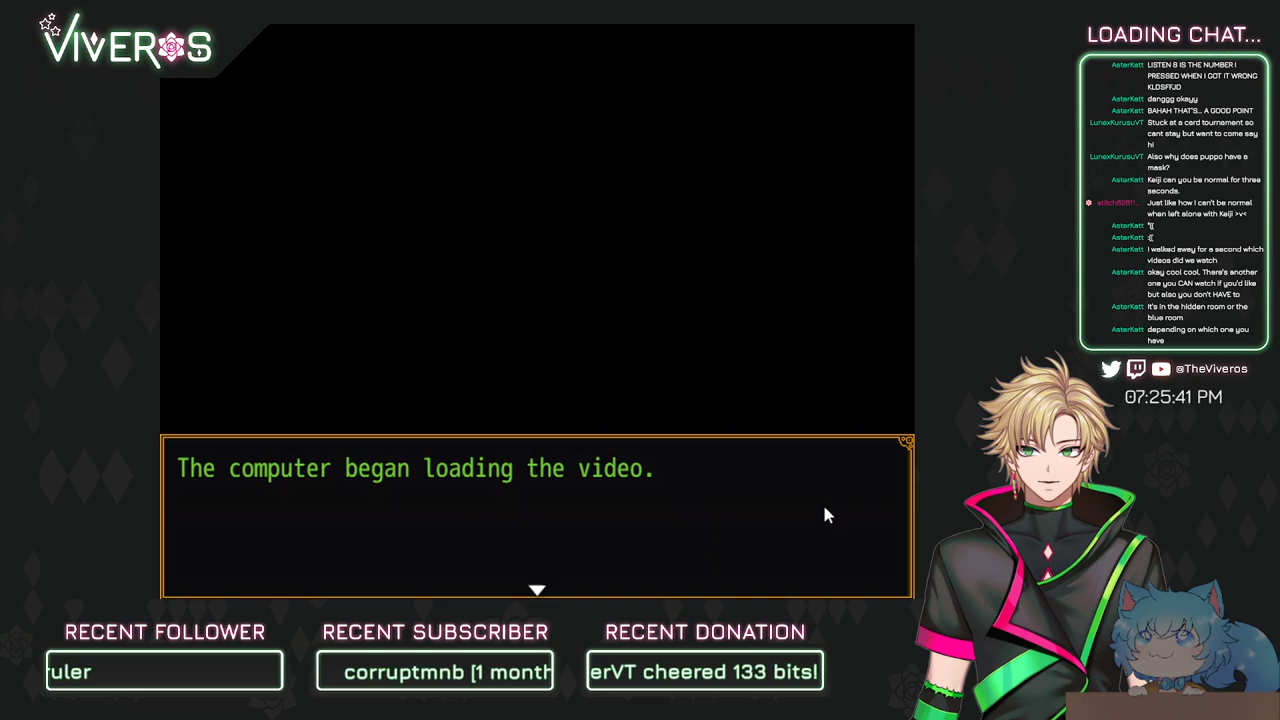 VIVEROS
The computer began loading the video.
RECENT FOLLOWER
RECENT SUBSCRIBER
RECENT DONATION
uler
corruptmnb [1 month
erVT cheered 133 bits!
LOADING CHAT...
AsterKatt LISTEN 8 IS THE NUMBER I
PRESSED WHEN I GOT IT WRONG
KLDSFFJD
AsterKatt danggg okayy
AsterKatt BAHAH THAT'S... A GOOD POINT
LunexKurusuVT Stuck at a card tournament so
cant stay but want to come say
hi
LunexKurusuVT Also why does puppo have a
mask?
AsterKatt Keiji can you be normal for three
seconds.
Just like how I can't be normal
when left alone with Keiji >v<
AsterKatt "((
AsterKatt :((
AsterKatt I walked away for a second which
videos did we watch
AsterKatt okay cool cool. There's another
one you CAN watch if you'd like
but also you don't HAVE to
AsterKatt It's in the hidden room or the
blue room
AsterKatt depending on which one you
have
@TheViveros
07:25:41 PM